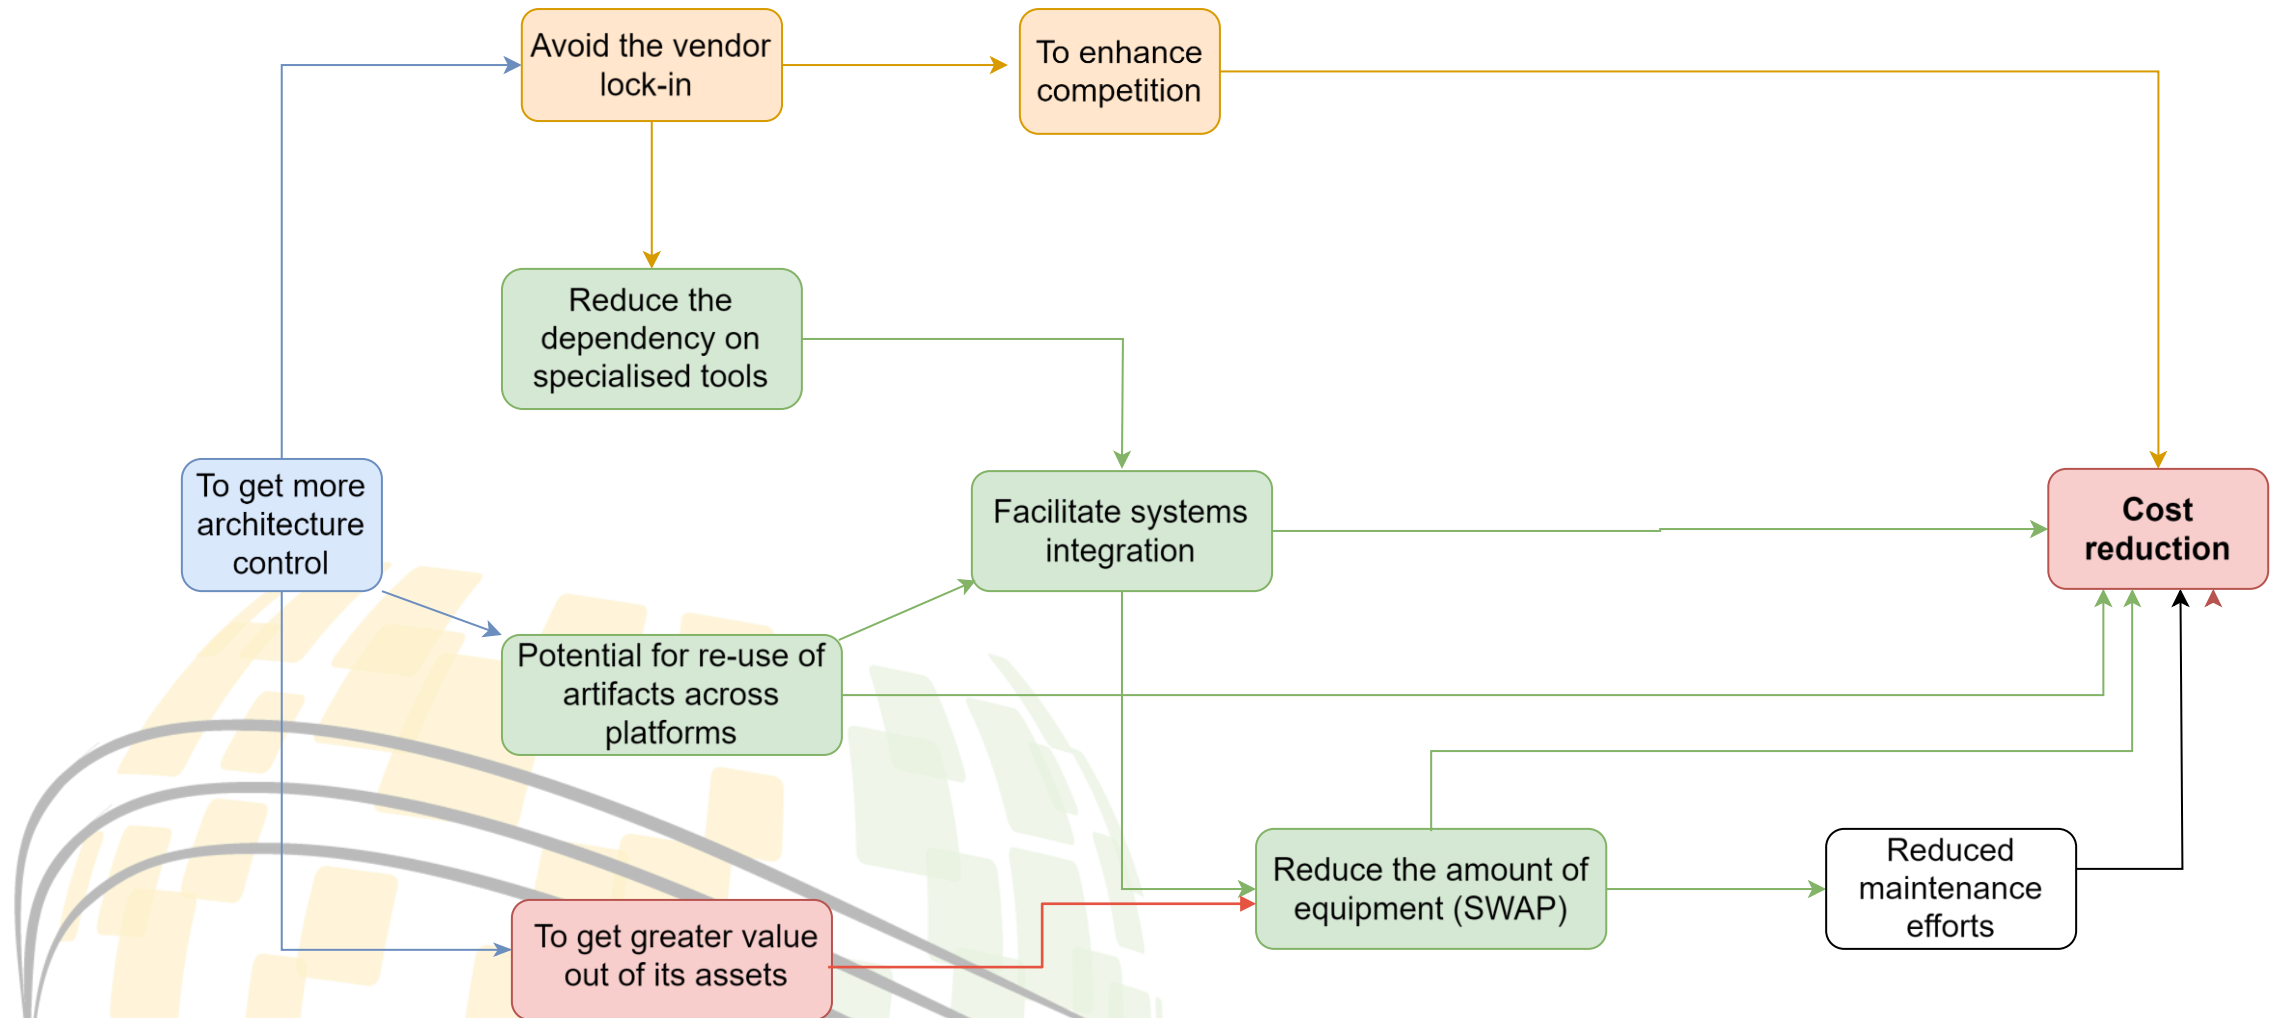 Avoid the vendor
lock-in
To enhance
competition
Reduce the
dependency on
specialised tools
To get more
architecture
control
Facilitate systems
integration
Cost
reduction
Potential for re-use of
artifacts across
platforms
Reduce the amount of
equipment (SWAP)
Reduced
maintenance
efforts
To get greater value
out of its assets